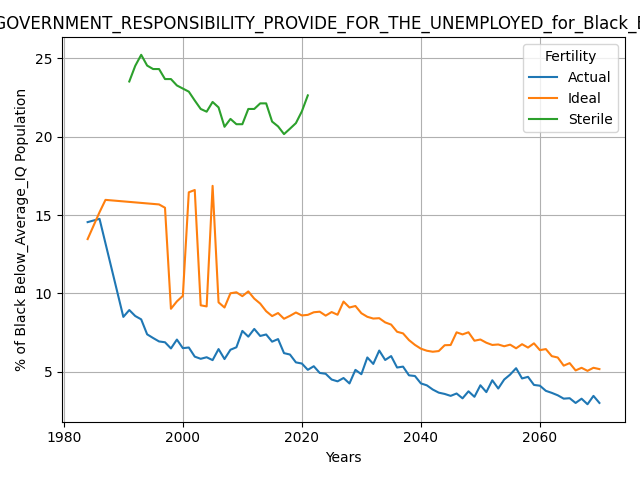 GOVERNMENT_RESPONSIBILITY_PROVIDE_FOR_THE_UNEMPLOYED_for_Black_B
% of Black Below_Average_IQ Population
25
20
15
10
5
1980 2000 2020 2040 2060
Years
Fertility
Actual
Ideal
Sterile